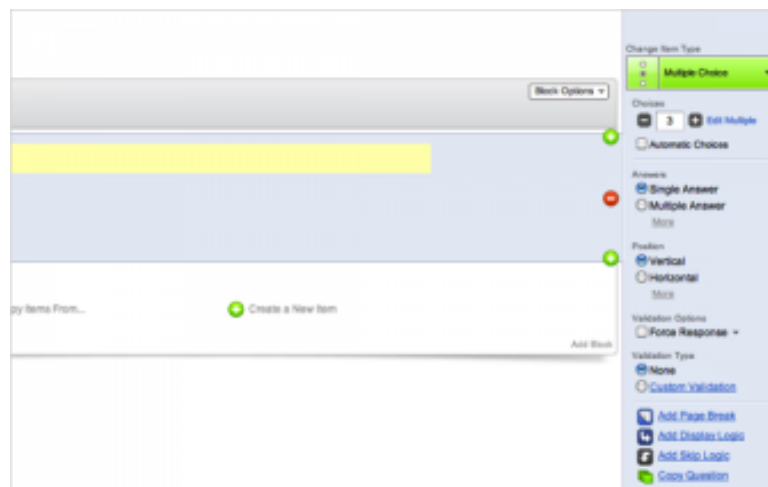 Change Item Type
Multiple Choice
Block Options
Choices
3 Edit Multiple
Automatic Choices
Answers
Single Answer
Multiple Answer
More
Position
Vertical
Horizontal
More
py Items From...
Create a New Item
Validation Options
Force Response
Add Block
Validation Type
None
Custom Validation
Add Page Break
Add Display Logic
Add Skip Logic
Copy Question